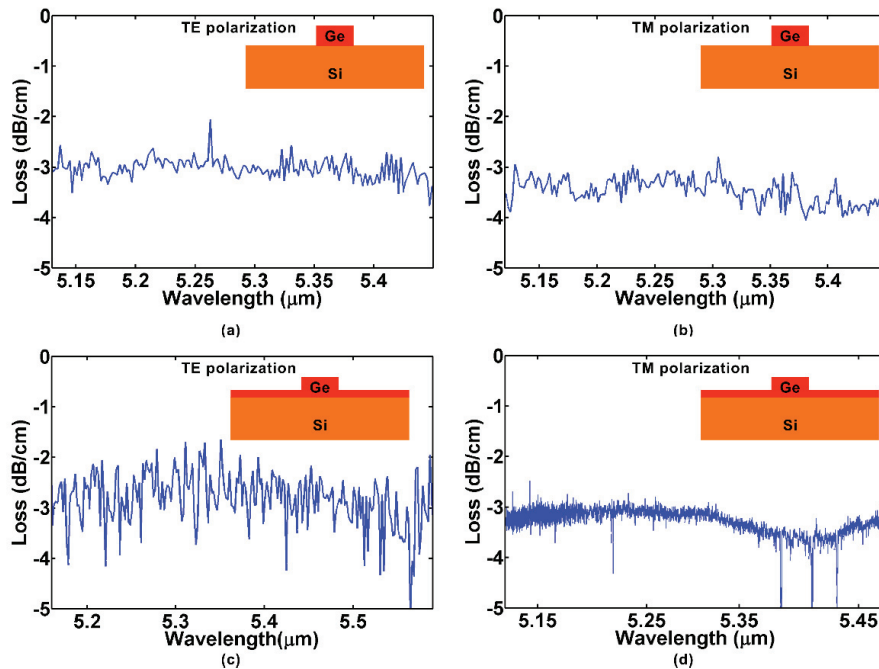 TE polarization
Ge
Si
0
-1
-2
-3
-4
-5
Loss (dB/cm)
5.15 5.2 5.25 5.3 5.35 5.4
Wavelength (μm)
(a)
TM polarization
Ge
Si
0
-1
-2
-3
-4
-5
Loss (dB/cm)
5.15 5.2 5.25 5.3 5.35 5.4
Wavelength (μm)
(b)
TE polarization
Ge
Si
0
-1
-2
-3
-4
-5
Loss (dB/cm)
5.2 5.3 5.4 5.5
Wavelength(μm)
(c)
TM polarization
Ge
Si
0
-1
-2
-3
-4
-5
Loss (dB/cm)
5.15 5.25 5.35 5.45
Wavelength (μm)
(d)